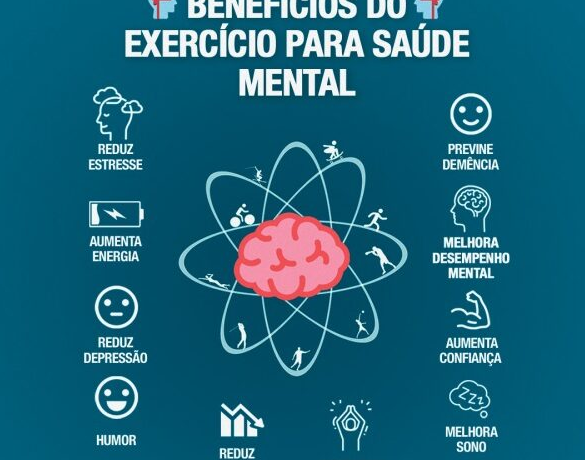 BENEFÍCIOS DO
EXERCÍCIO PARA SAÚDE
MENTAL
REDUZ
ESTRESSE
PREVINE
DEMÊNCIA
AUMENTA
ENERGIA
MELHORA
DESEMPENHO
MENTAL
REDUZ
DEPRESSÃO
AUMENTA
CONFIANÇA
HUMOR
ZZZ
MELHORA
SONO
REDUZ